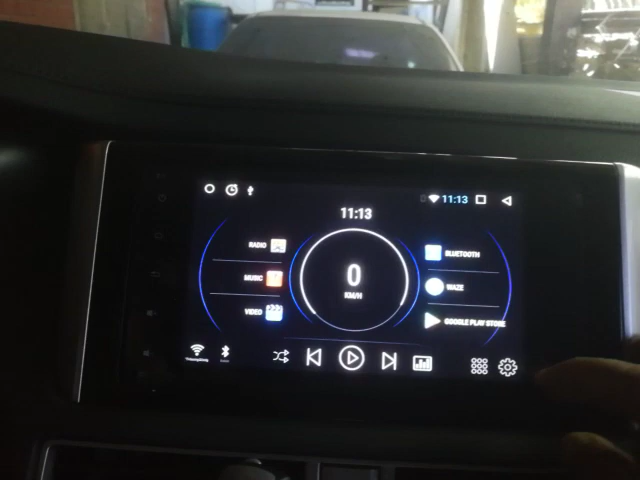 11:13
11:13
RADIO
BLUETOOTH
MUSIC
0
WAZE
KM/H
VIDEO
GOOGLE PLAY STORE